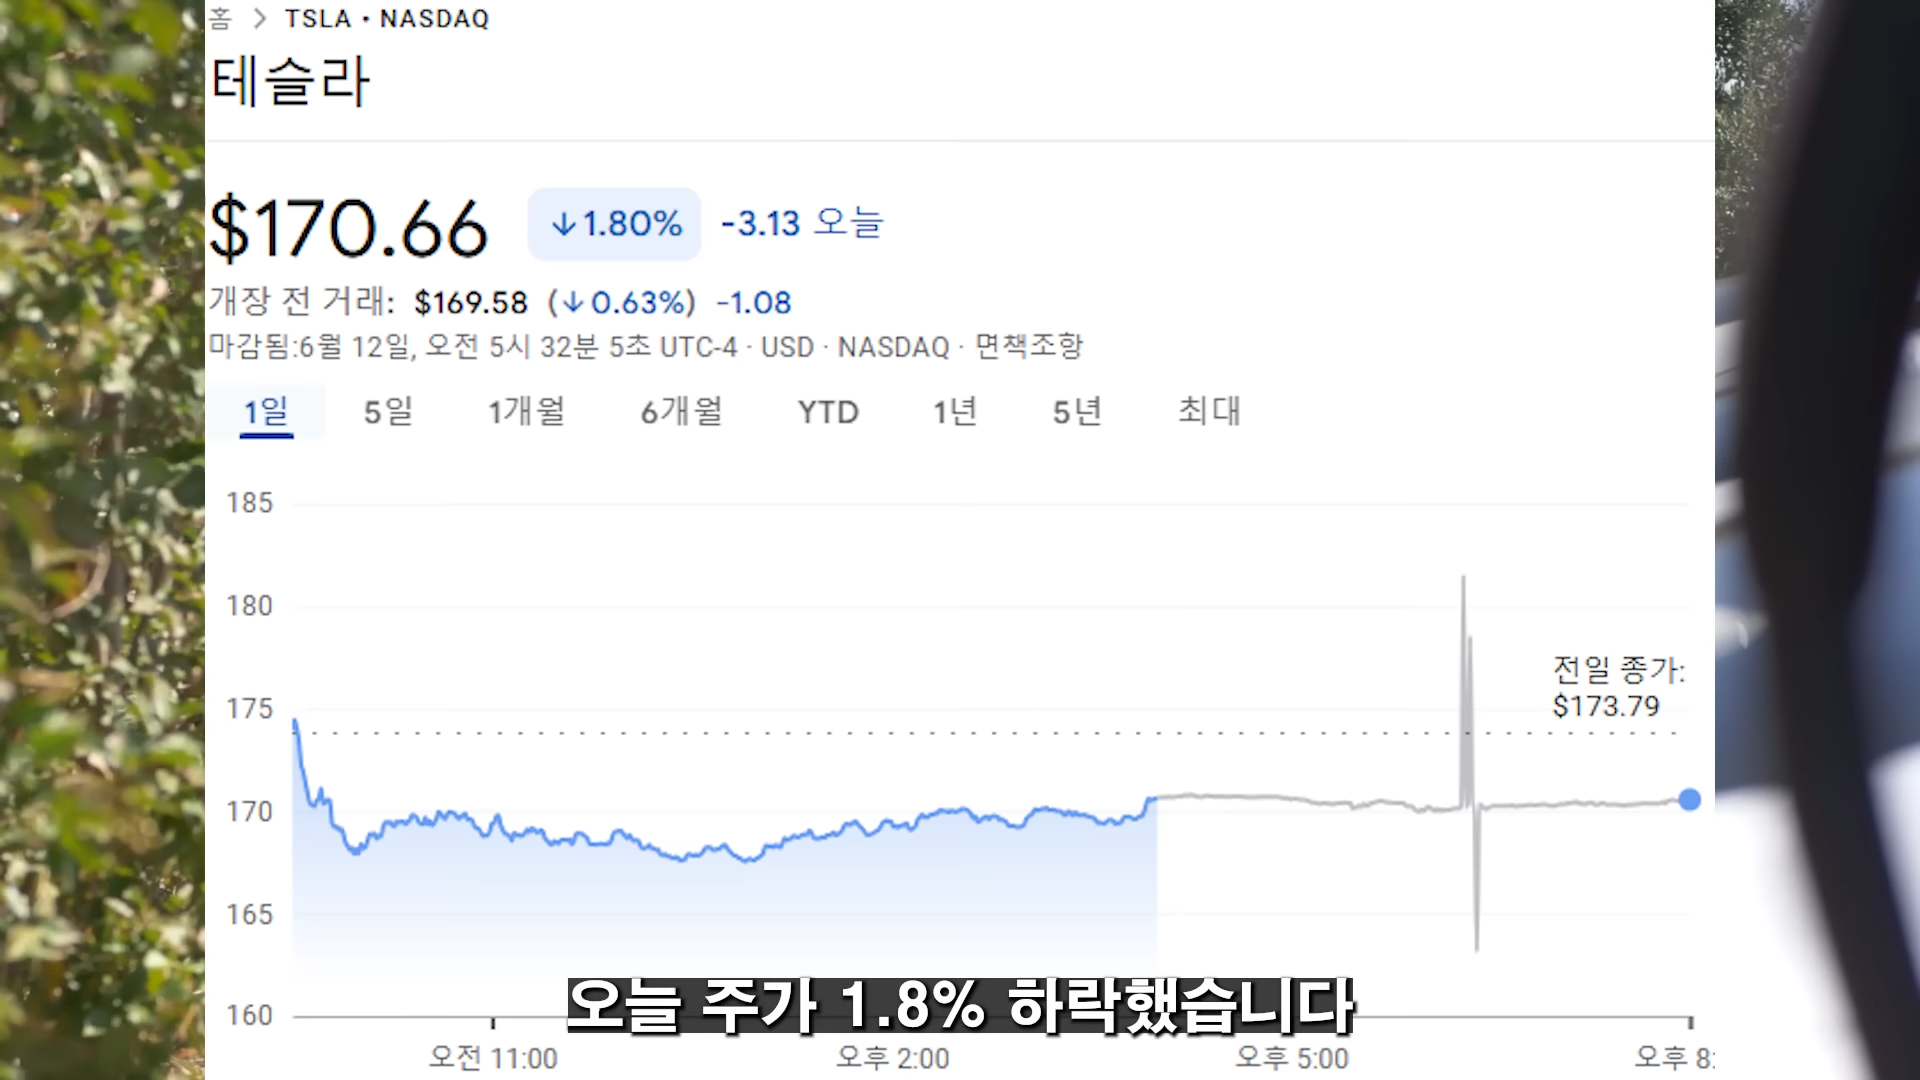 홈 > TSLA • NASDAQ
테슬라
$170.66 ↓1.80% -3.13 오늘
개장 전 거래: $169.58 (↓0.63%) -1.08
마감됨:6월 12일, 오전 5시 32분 5초 UTC-4 · USD · NASDAQ · 면책조항
1일 5일 1개월 6개월 YTD 1년 5년 최대
185
180
전일 종가:
$173.79
175
170
165
160
오늘 주가 1.8% 하락했습니다
오전 11:00 오후 2:00 오후 5:00 오후 8: